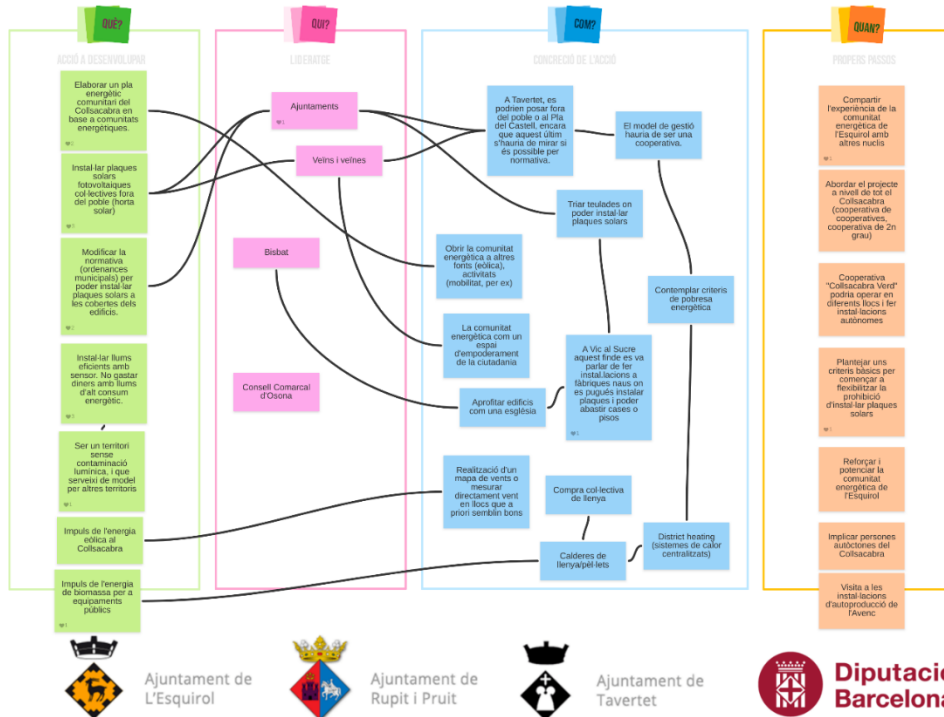 QUÈ?
ACCIÓ A DESENVOLUPAR
Elaborar un pla
energètic
comunitari del
Collsacabra en
base a comunitats
energètiques.
Instal·lar plaques
solars
fotovoltaiques
col·lectives fora
del poble (horta
solar)
Modificar la
normativa
(ordenances
municipals) per
poder instal·lar
plaques solars a
les cobertes dels
edificis.
Instal·lar llums
eficients amb
sensor. No gastar
diners amb llums
d'alt consum
energètic.
Ser un territori
sense
contaminació
lumínica, i que
serveixi de model
per altres territoris
Impuls de l'energia
eòlica al
Collsacabra
Impuls de l'energia
de biomassa per a
equipaments
públics
QUI?
LIDERATGE
Ajuntaments
Veïns i veïnes
Bisbat
Consell Comarcal
d'Osona
COM?
CONCRECIÓ DE L'ACCIÓ
A Tavertet, es
podrien posar fora
del poble o al Pla
del Castell, encara
que aquest últim
s'hauria de mirar si
és possible per
normativa.
El model de gestió
hauria de ser una
cooperativa.
Triar teulades on
poder instal·lar
plaques solars
Obrir la comunitat
energètica a altres
fonts (eòlica),
activitats
(mobilitat, per ex)
Contemplar criteris
de pobresa
energètica
La comunitat
energètica com un
espai
d'empoderament
de la ciutadania
A Vic al Sucre
aquest finde es va
parlar de fer
instal.lacions a
fàbriques naus on
es pugués instalar
plaques i poder
abastir cases o
pisos
Aprofitar edificis
com una església
Realització d'un
mapa de vents o
mesurar
directament vent
en llocs que a
priori semblin bons
Compra col·lectiva
de llenya
Calderes de
llenya/pèl·lets
District heating
(sistemes de calor
centralitzats)
QUAN?
PROPERS PASSOS
Compartir
l'experiència de la
comunitat
energètica de
l'Esquirol amb
altres nuclis
Abordar el projecte
a nivell de tot el
Collsacabra
(cooperativa de
cooperatives,
cooperativa de 2n
grau)
Cooperativa
"Collsacabra Verd"
podria operar en
diferents llocs i fer
instal·lacions
autònomes
Plantejar uns
criteris bàsics per
començar a
flexibilitzar la
prohibició
d'instal·lar plaques
solars
Reforçar i
potenciar la
comunitat
energètica de
l'Esquirol
Implicar persones
autòctones del
Collsacabra
Visita a les
instal·lacions
d'autoproducció de
l'Avenc
Ajuntament de
L'Esquirol
Ajuntament de
Rupit i Pruit
Ajuntament de
Tavertet
Diputació
Barcelona